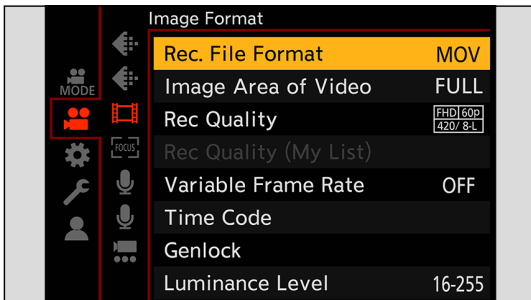 Image Format
Rec. File Format MOV
MODE
Image Area of Video FULL
Rec Quality FHD 60p
420/ 8-L
FOCUS
Rec Quality (My List)
Variable Frame Rate OFF
Time Code
Genlock
Luminance Level 16-255